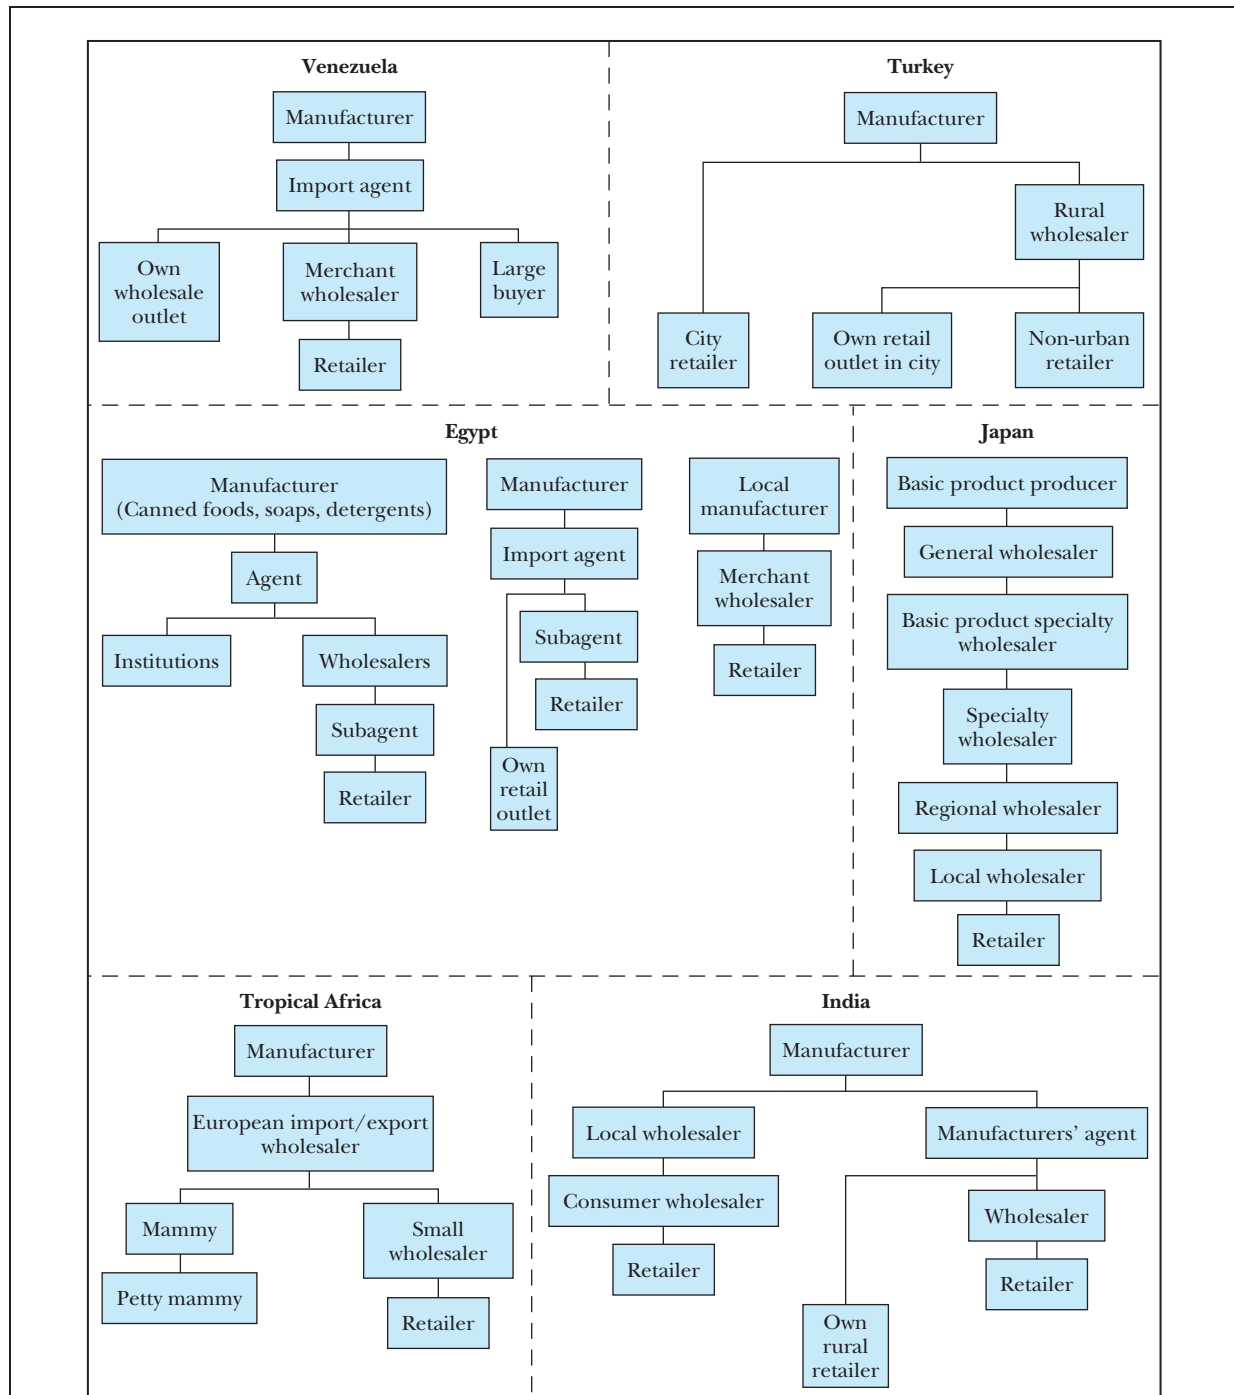 Venezuela
Manufacturer
Import agent
Own
wholesale
outlet
Merchant
wholesaler
Large
buyer
Retailer
Turkey
Manufacturer
Rural
wholesaler
City
retailer
Own retail
outlet in city
Non-urban
retailer
Egypt
Manufacturer
(Canned foods, soaps, detergents)
Agent
Institutions
Wholesalers
Subagent
Retailer
Manufacturer
Import agent
Subagent
Retailer
Own
retail
outlet
Local
manufacturer
Merchant
wholesaler
Retailer
Japan
Basic product producer
General wholesaler
Basic product specialty
wholesaler
Specialty
wholesaler
Regional wholesaler
Local wholesaler
Retailer
Tropical Africa
Manufacturer
European import/export
wholesaler
Mammy
Petty mammy
Small
wholesaler
Retailer
India
Manufacturer
Local wholesaler
Consumer wholesaler
Retailer
Manufacturers’ agent
Wholesaler
Retailer
Own
rural
retailer